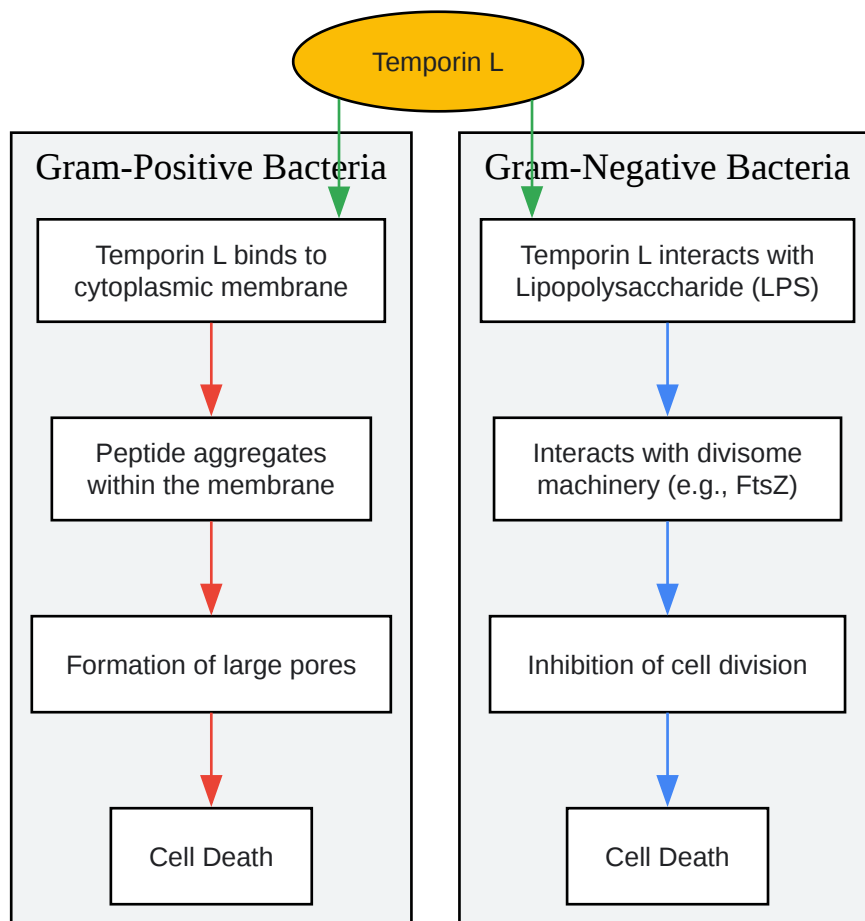 Temporin L
Gram-Positive Bacteria
Temporin L binds to
cytoplasmic membrane
Peptide aggregates
within the membrane
Formation of large pores
Cell Death
Gram-Negative Bacteria
Temporin L interacts with
Lipopolysaccharide (LPS)
Interacts with divisome
machinery (e.g., FtsZ)
Inhibition of cell division
Cell Death